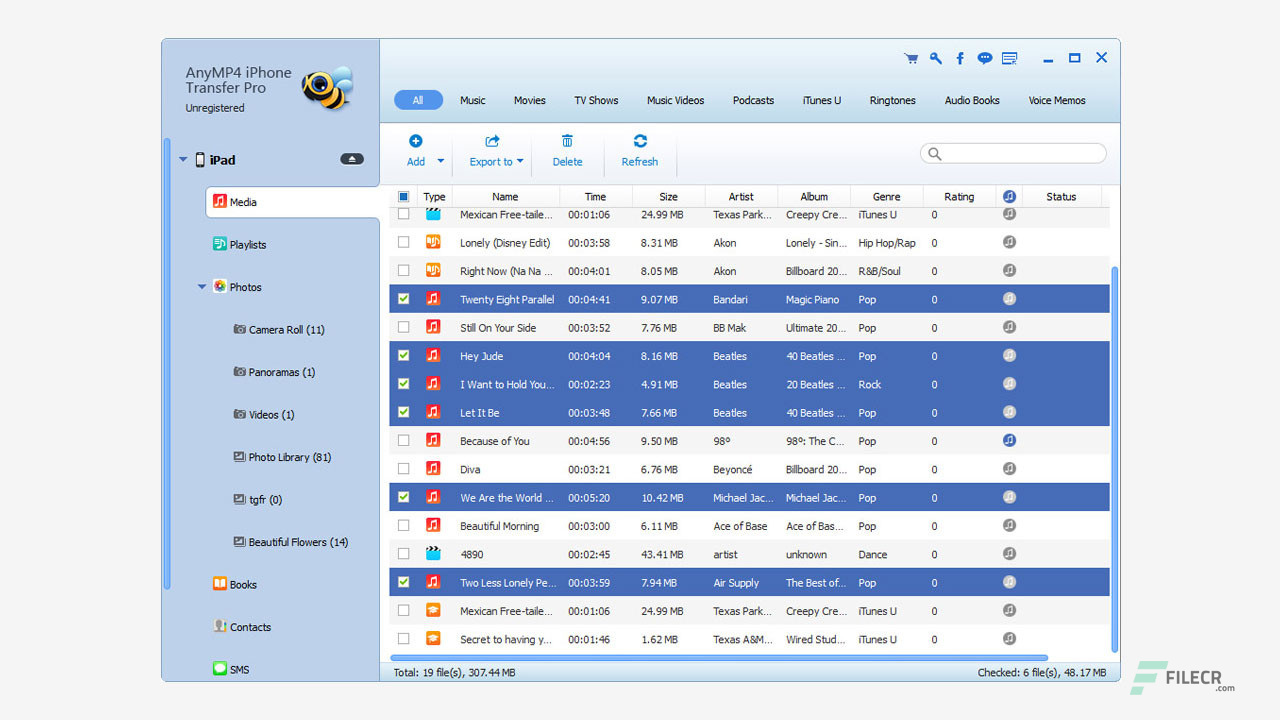 AnyMP4 iPhone
Transfer Pro
Unregistered
All Music Movies TV Shows Music Videos Podcasts iTunes U Ringtones Audio Books Voice Memos
Add Export to Delete Refresh
iPad
Media
Playlists
Photos
Camera Roll (11)
Panoramas (1)
Videos (1)
Photo Library (81)
tgfr (0)
Beautiful Flowers (14)
Books
Contacts
SMS
Type Name Time Size Artist Album Genre Rating Status
Mexican Free-taile... 00:01:06 24.99 MB Texas Park... Creepy Cre... iTunes U 0
Lonely (Disney Edit) 00:03:58 8.31 MB Akon Lonely - Sin... Hip Hop/Rap 0
Right Now (Na Na ... 00:04:01 8.05 MB Akon Billboard 20... R&B/Soul 0
Twenty Eight Parallel 00:04:41 9.07 MB Bandari Magic Piano Pop 0
Still On Your Side 00:03:52 7.76 MB BB Mak Ultimate 20... Pop 0
Hey Jude 00:04:04 8.16 MB Beatles 40 Beatles ... Pop 0
I Want to Hold You... 00:02:23 4.91 MB Beatles 20 Beatles ... Rock 0
Let It Be 00:03:48 7.66 MB Beatles 40 Beatles ... Pop 0
Because of You 00:04:56 9.50 MB 98º 98º: The C... Pop 0
Diva 00:03:21 6.76 MB Beyoncé Billboard 20... Pop 0
We Are the World ... 00:05:20 10.42 MB Michael Jac... Michael Jac... Pop 0
Beautiful Morning 00:03:00 6.11 MB Ace of Base Ace of Bas... Pop 0
4890 00:02:45 43.41 MB artist unknown Dance 0
Two Less Lonely Pe... 00:03:59 7.94 MB Air Supply The Best of... Pop 0
Mexican Free-taile... 00:01:06 24.99 MB Texas Park... Creepy Cre... iTunes U 0
Secret to having y... 00:01:46 1.62 MB Texas A&M... Wired Stud... iTunes U 0
Total: 19 file(s), 307.44 MB Checked: 6 file(s), 48.17 MB
FILECR
.com